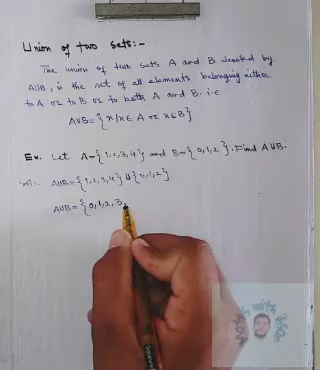 Union of two sets:-
The union of two sets A and B denoted by
A∪B, is the set of all elements belonging either
to A or to B or to both A and B. i.e
A∪B={x/x∈A or x∈B}
Ex. Let A={1,2,3,4} and B={0,1,2}. Find A∪B.
Sol:- A∪B={1,2,3,4}∪{0,1,2}
A∪B={0,1,2,3,